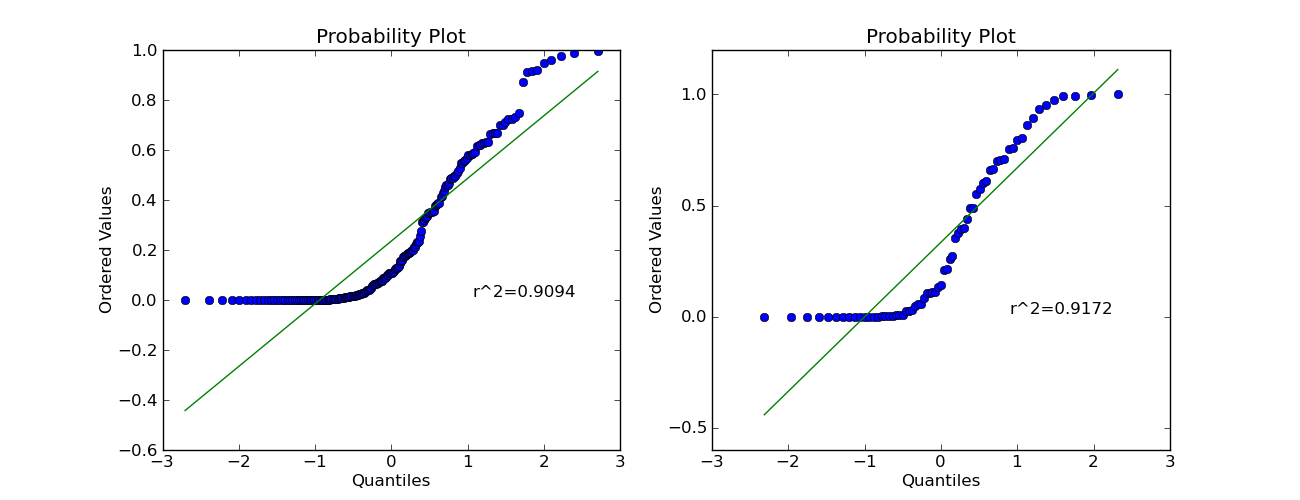 Probability Plot
1.0
0.8
0.6
0.4
0.2
0.0
−0.2
−0.4
−0.6
Ordered Values
r^2=0.9094
−3 −2 −1 0 1 2 3
Quantiles
Probability Plot
1.0
0.5
0.0
−0.5
Ordered Values
r^2=0.9172
−3 −2 −1 0 1 2 3
Quantiles